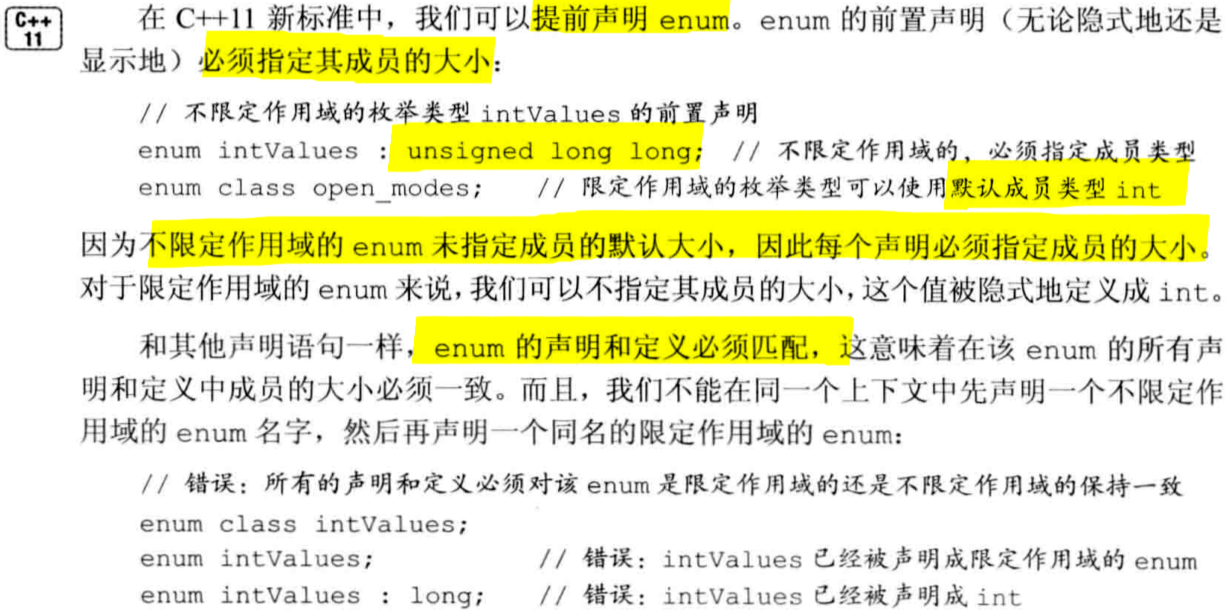 C++
11
在 C++11 新标准中，我们可以提前声明 enum。enum 的前置声明（无论隐式地还是
显示地）必须指定其成员的大小：
// 不限定作用域的枚举类型 intValues 的前置声明
enum intValues : unsigned long long; // 不限定作用域的，必须指定成员类型
enum class open_modes; // 限定作用域的枚举类型可以使用默认成员类型 int
因为不限定作用域的 enum 未指定成员的默认大小，因此每个声明必须指定成员的大小。
对于限定作用域的 enum 来说，我们可以不指定其成员的大小，这个值被隐式地定义成 int。
和其他声明语句一样，enum 的声明和定义必须匹配，这意味着在该 enum 的所有声
明和定义中成员的大小必须一致。而且，我们不能在同一个上下文中先声明一个不限定作
用域的 enum 名字，然后再声明一个同名的限定作用域的 enum：
// 错误：所有的声明和定义必须对该 enum 是限定作用域的还是不限定作用域的保持一致
enum class intValues;
enum intValues; // 错误：intValues 已经被声明成限定作用域的 enum
enum intValues : long; // 错误：intValues 已经被声明成 int